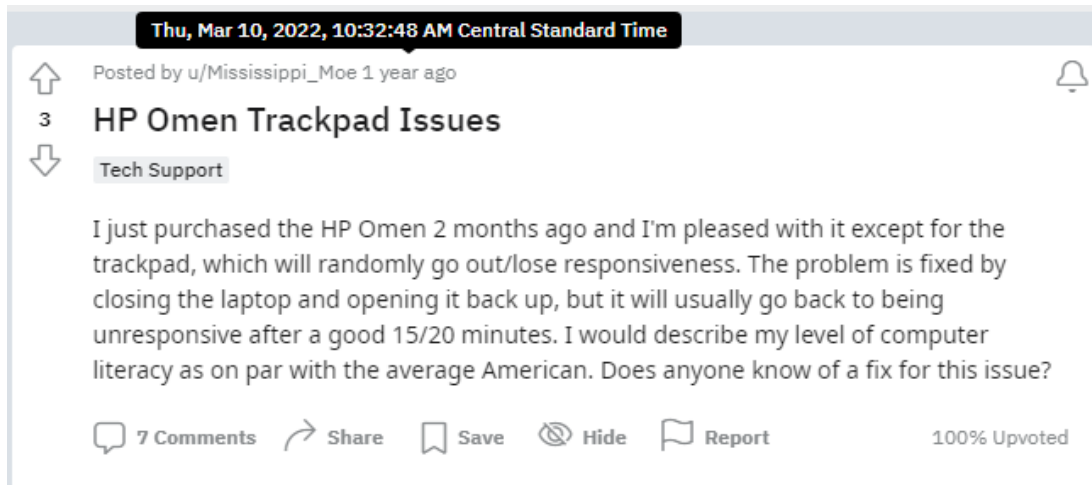 Thu, Mar 10, 2022, 10:32:48 AM Central Standard Time
Posted by u/Mississippi_Moe 1 year ago
3
HP Omen Trackpad Issues
Tech Support
I just purchased the HP Omen 2 months ago and I'm pleased with it except for the
trackpad, which will randomly go out/lose responsiveness. The problem is fixed by
closing the laptop and opening it back up, but it will usually go back to being
unresponsive after a good 15/20 minutes. I would describe my level of computer
literacy as on par with the average American. Does anyone know of a fix for this issue?
7 Comments Share Save Hide Report 100% Upvoted